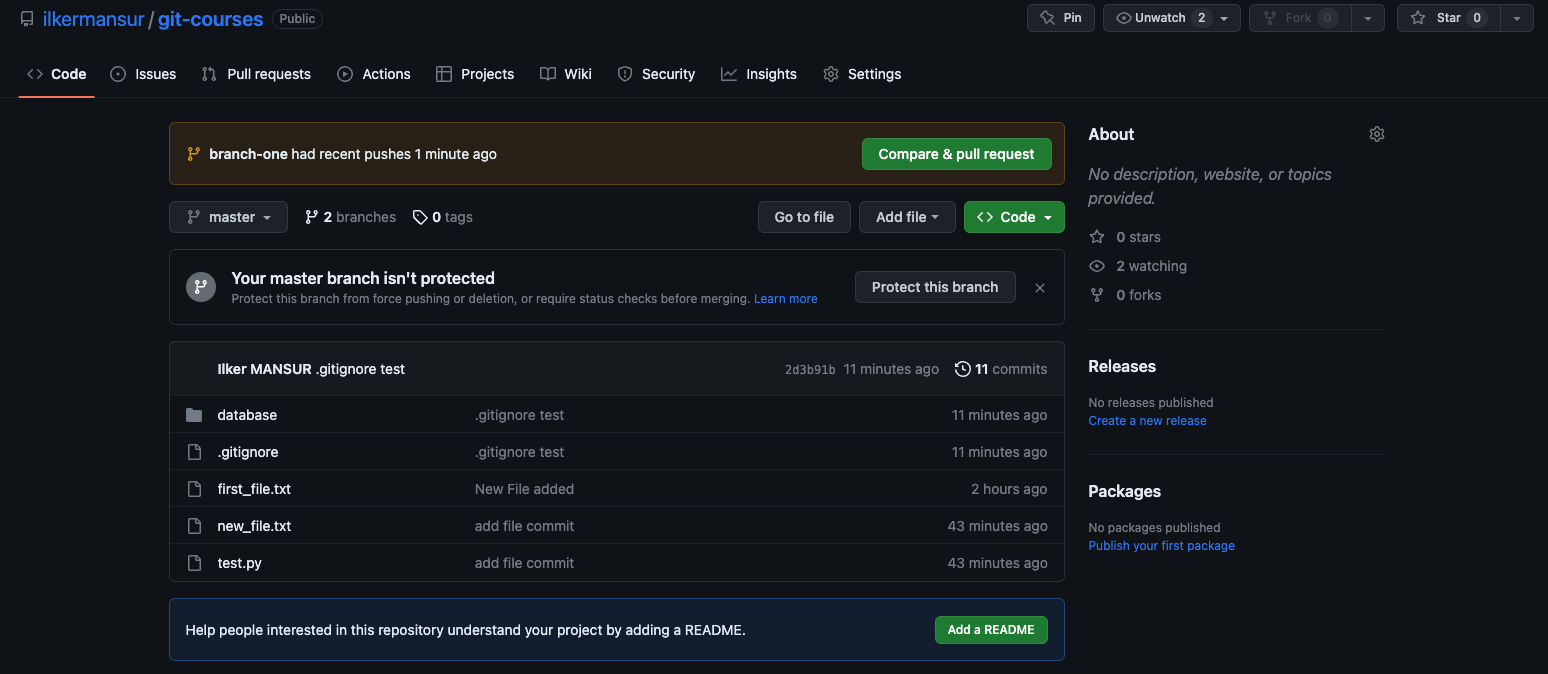 ilkermansur / git-courses Public Pin Unwatch 2 Fork 0 Star 0
Code Issues Pull requests Actions Projects Wiki Security Insights Settings
branch-one had recent pushes 1 minute ago Compare & pull request
master 2 branches 0 tags Go to file Add file Code
Your master branch isn't protected
Protect this branch from force pushing or deletion, or require status checks before merging. Learn more
Protect this branch
Ilker MANSUR .gitignore test 2d3b91b 11 minutes ago 11 commits
database .gitignore test 11 minutes ago
.gitignore .gitignore test 11 minutes ago
first_file.txt New File added 2 hours ago
new_file.txt add file commit 43 minutes ago
test.py add file commit 43 minutes ago
Help people interested in this repository understand your project by adding a README. Add a README
About
No description, website, or topics
provided.
0 stars
2 watching
0 forks
Releases
No releases published
Create a new release
Packages
No packages published
Publish your first package